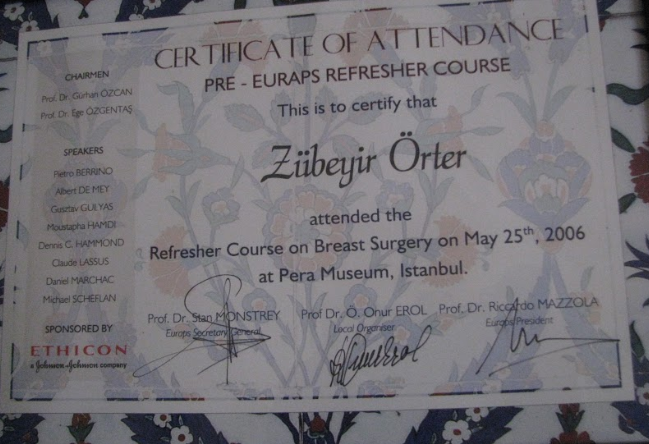 CERTIFICATE OF ATTENDANCE
PRE - EURAPS REFRESHER COURSE
This is to certify that
Zübeyir Örter
attended the
Refresher Course on Breast Surgery on May 25th, 2006
at Pera Museum, Istanbul.
CHAIRMEN
Prof. Dr. Gürhan ÖZCAN
Prof. Dr. Ege ÖZGENTAŞ
SPEAKERS
Pietro BERRINO
Albert DE MEY
Gusztav GULYAS
Moustapha HAMDI
Dennis C. HAMMOND
Claude LASSUS
Daniel MARCHAC
Michael SCHEFLAN
SPONSORED BY
ETHICON
a Johnson-Johnson company
Prof. Dr. Stan MONSTREY
Euraps Secretary General
Prof Dr. O. Onur EROL
Local Organiser
Prof. Dr. Riccardo MAZZOLA
Euraps President